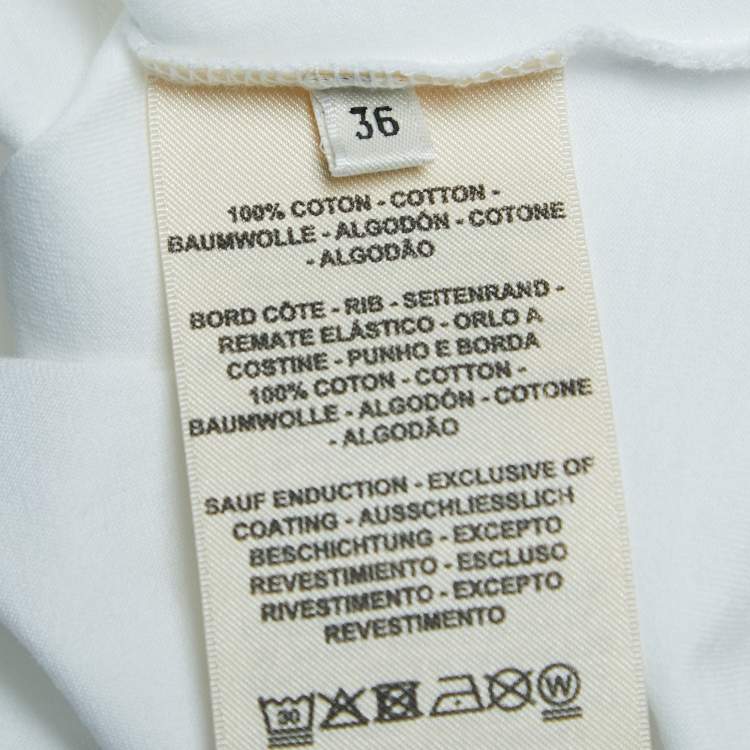 36
100% COTON - COTTON -
BAUMWOLLE - ALGODÓN - COTONE
- ALGODÃO
BORD CÔTE - RIB - SEITENRAND -
REMATE ELÁSTICO - ORLO A
COSTINE - PUNHO E BORDA
100% COTON - COTTON -
BAUMWOLLE - ALGODÓN - COTONE
- ALGODÃO
SAUF ENDUCTION - EXCLUSIVE OF
COATING - AUSSCHLIESSLICH
BESCHICHTUNG - EXCEPTO
REVESTIMIENTO - ESCLUSO
RIVESTIMENTO - EXCEPTO
REVESTIMENTO
30 W